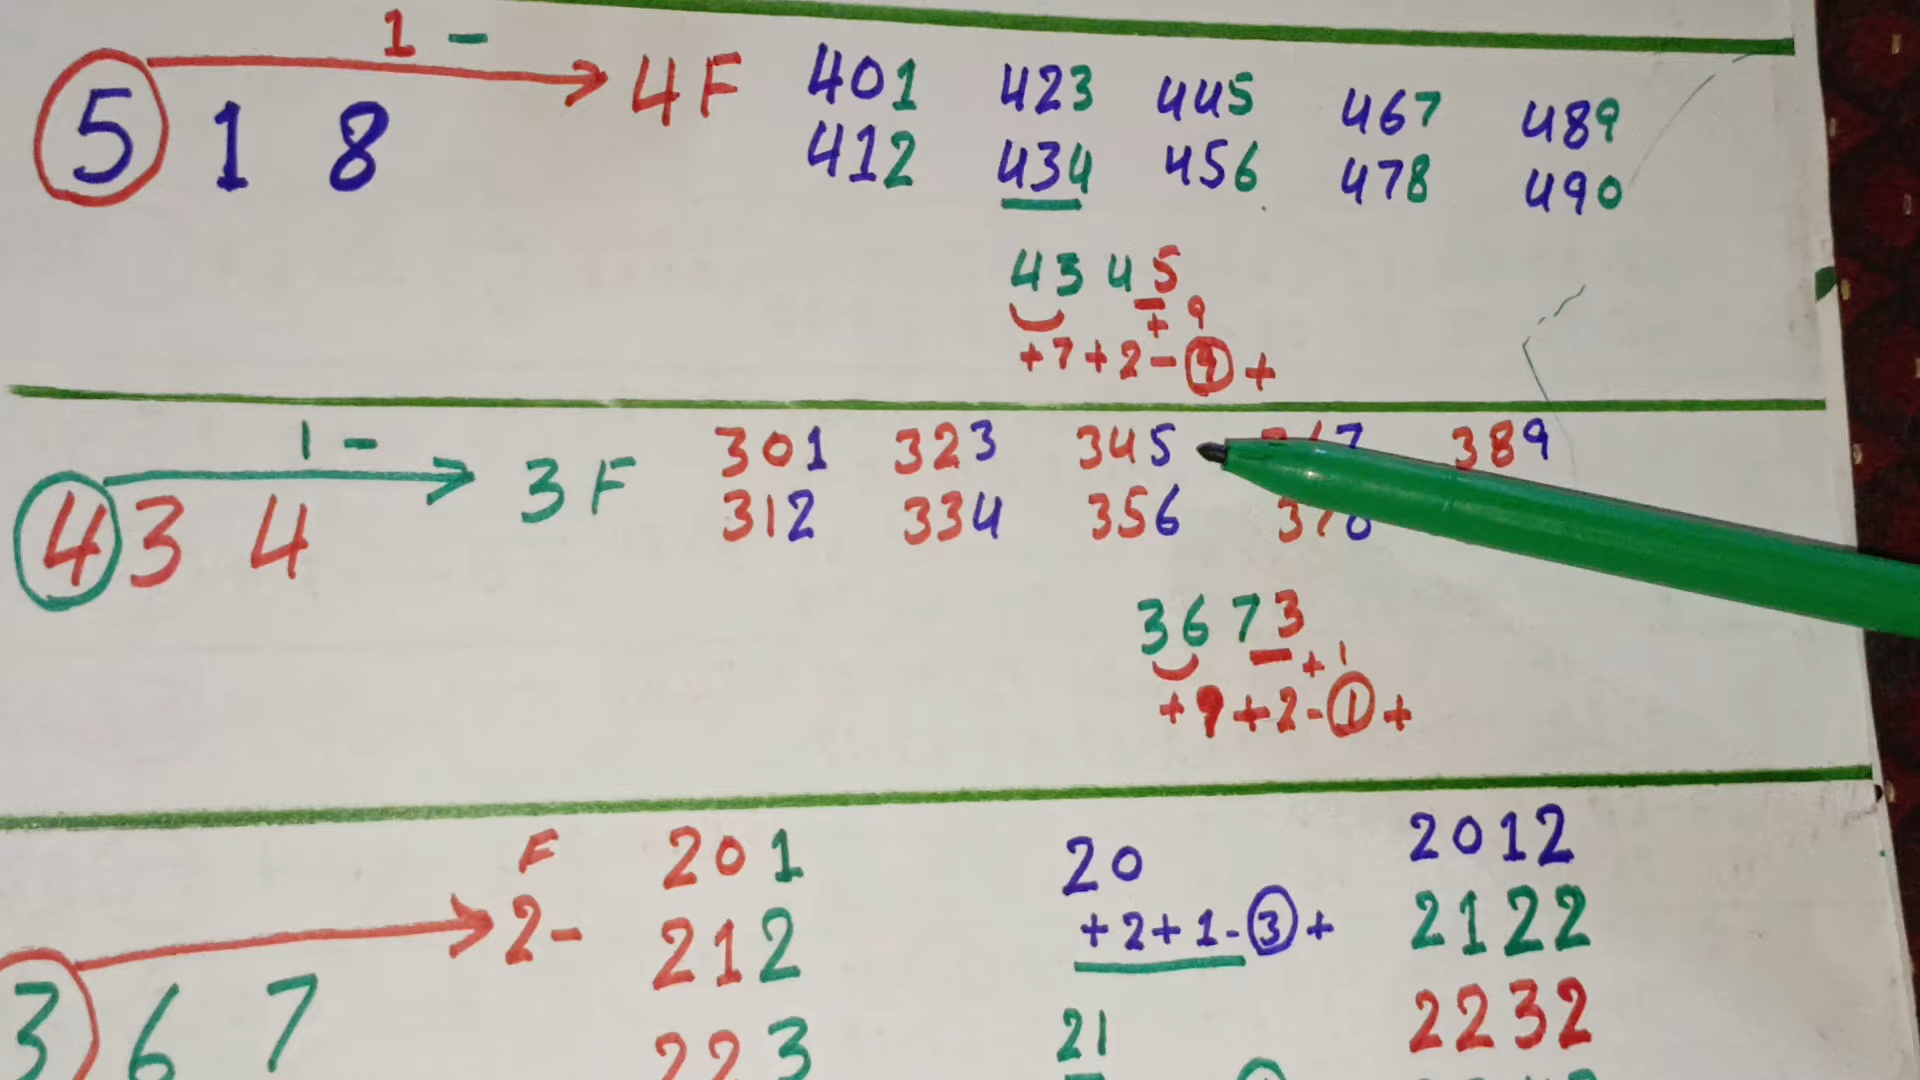 1 -
5 1 8 4F 401 423 445 467 489
412 434 456 478 490
4345
+ 9
+7+2-9+
1 -
4 3 4 3F 301 323 345 389
312 334 356
3673
+ 1
+9+2-1+
F 201 20 2012
2- 212 +2+1-3+ 2122
3 6 7 223 21 2232